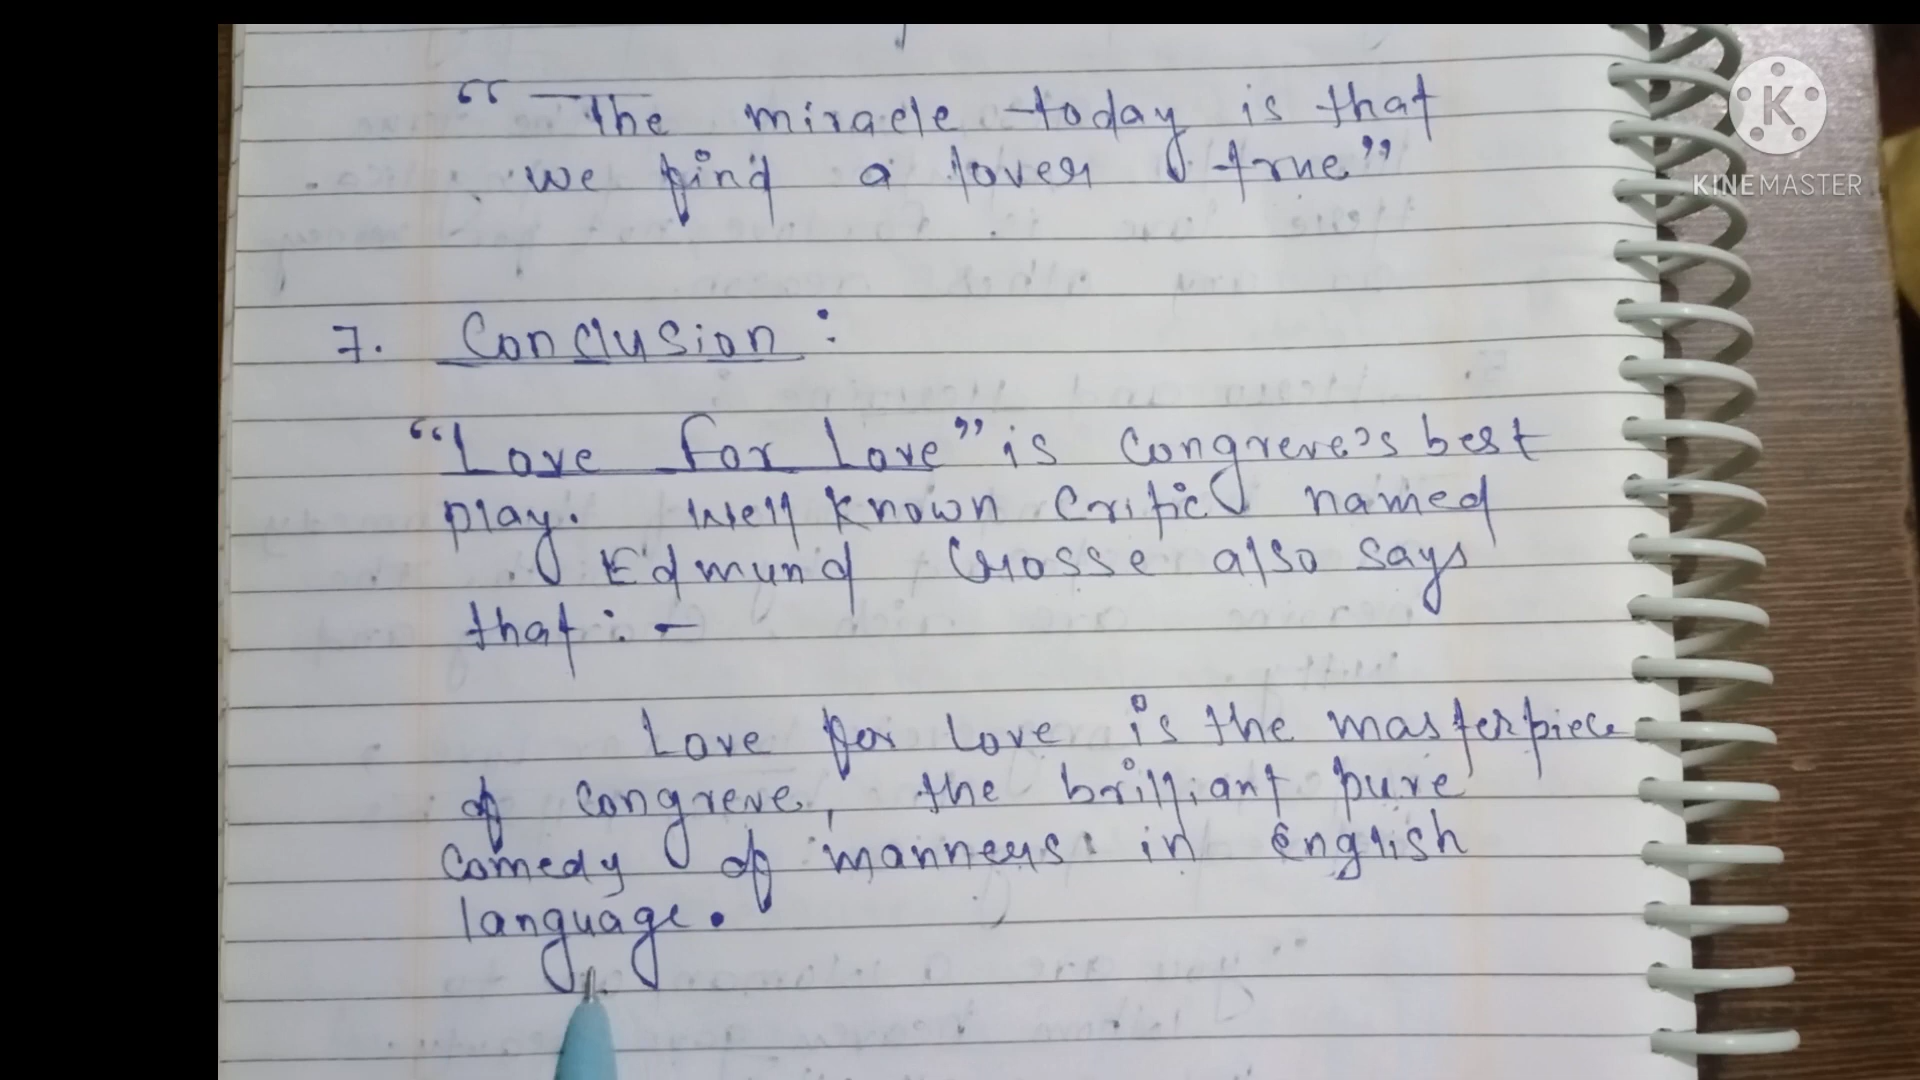 “ The miracle today is that
we find a lover true”
7. Conclusion :
“Love for Love” is Congreve's best
play. Well known critic named
Edmund Grosse also says
that : -
Love for love is the masterpiece
of congreve, the brilliant pure
comedy of manners in english
language.
K
KINEMASTER